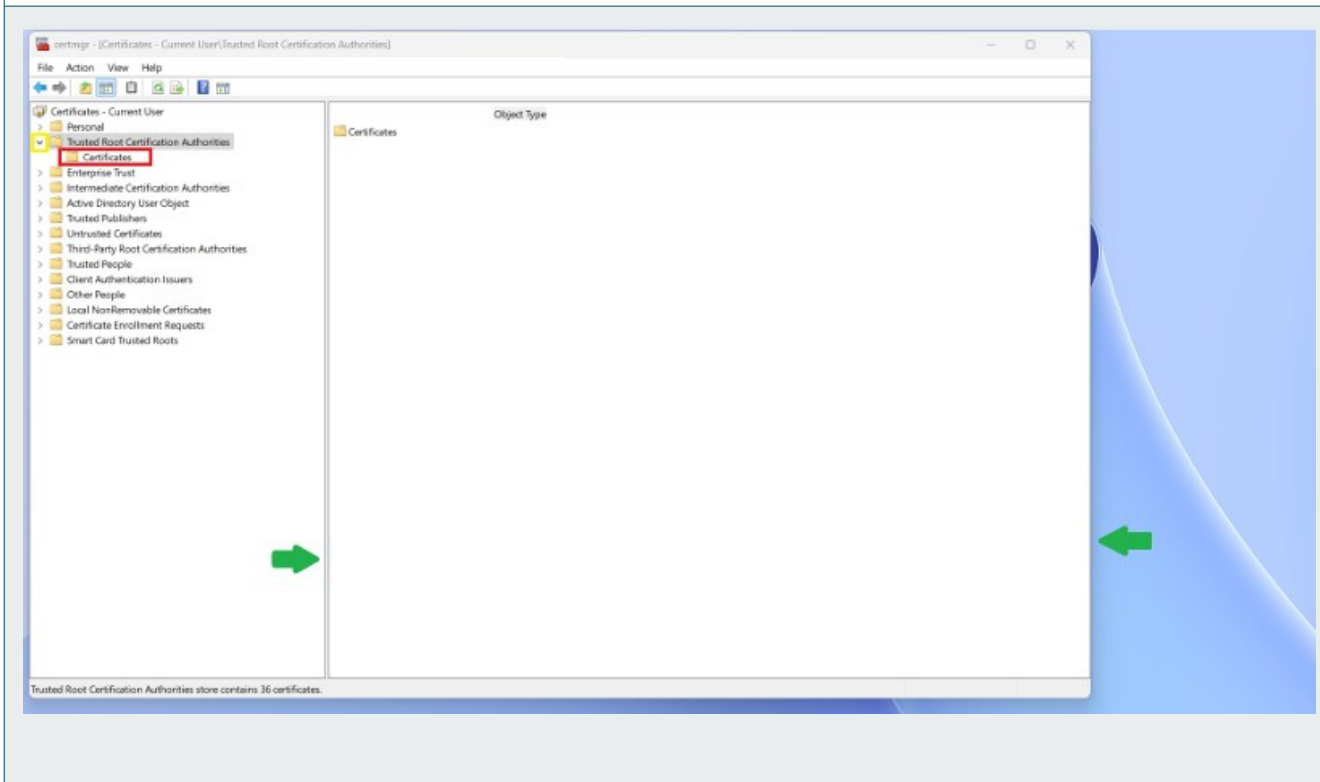 certmgr - [Certificates - Current User\Trusted Root Certification Authorities]
File Action View Help
Certificates - Current User
Personal
Trusted Root Certification Authorities
Certificates
Enterprise Trust
Intermediate Certification Authorities
Active Directory User Object
Trusted Publishers
Untrusted Certificates
Third-Party Root Certification Authorities
Trusted People
Client Authentication Issuers
Other People
Local NonRemovable Certificates
Certificate Enrollment Requests
Smart Card Trusted Roots
Object Type
Certificates
Trusted Root Certification Authorities store contains 36 certificates.